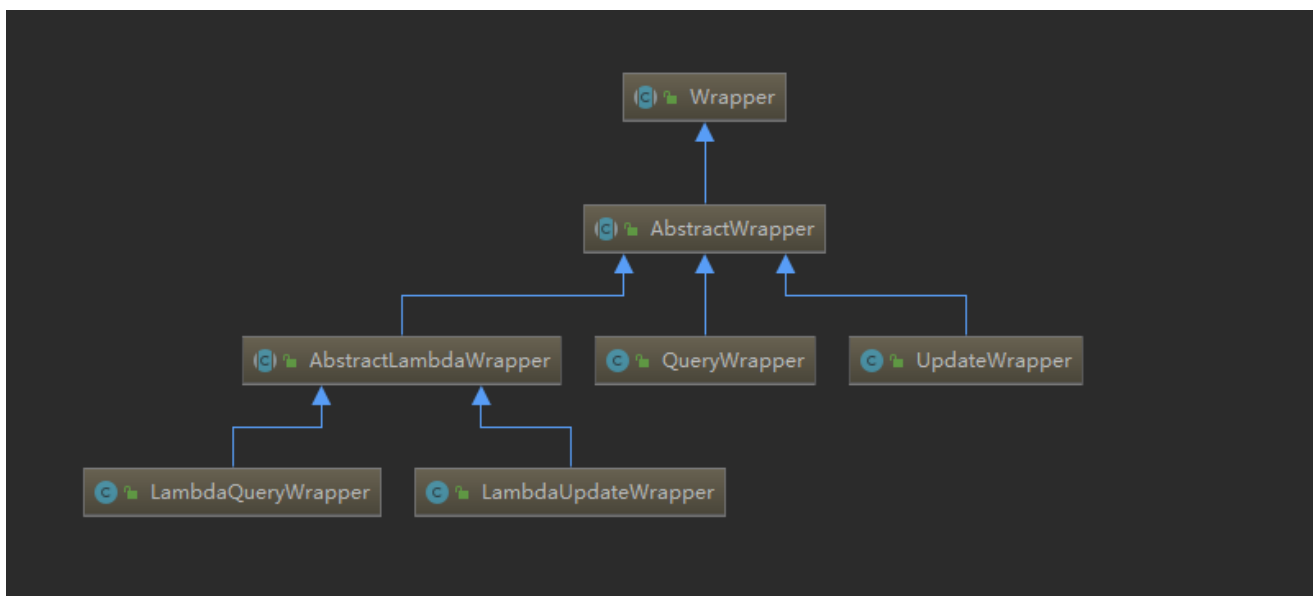 Wrapper
AbstractWrapper
AbstractLambdaWrapper
QueryWrapper
UpdateWrapper
LambdaQueryWrapper
LambdaUpdateWrapper